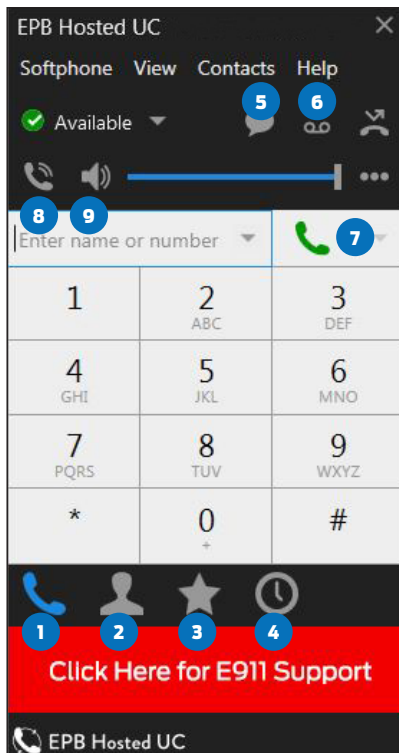 EPB Hosted UC
Softphone View Contacts Help
5 6
Available
8 9
Enter name or number 7
1 2 3
ABC DEF
4 5 6
GHI JKL MNO
7 8 9
PQRS TUV WXYZ
* 0 #
+
1 2 3 4
Click Here for E911 Support
EPB Hosted UC